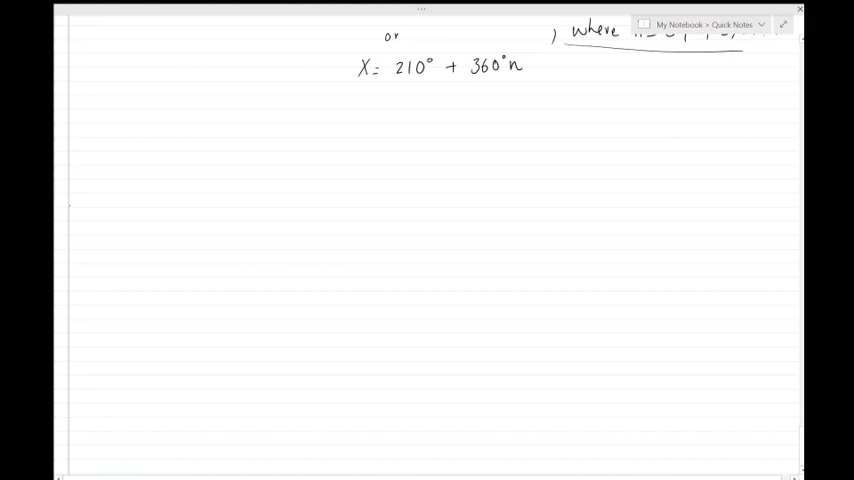 ...
My Notebook > Quick Notes
or
, where
X = 210° + 360°n